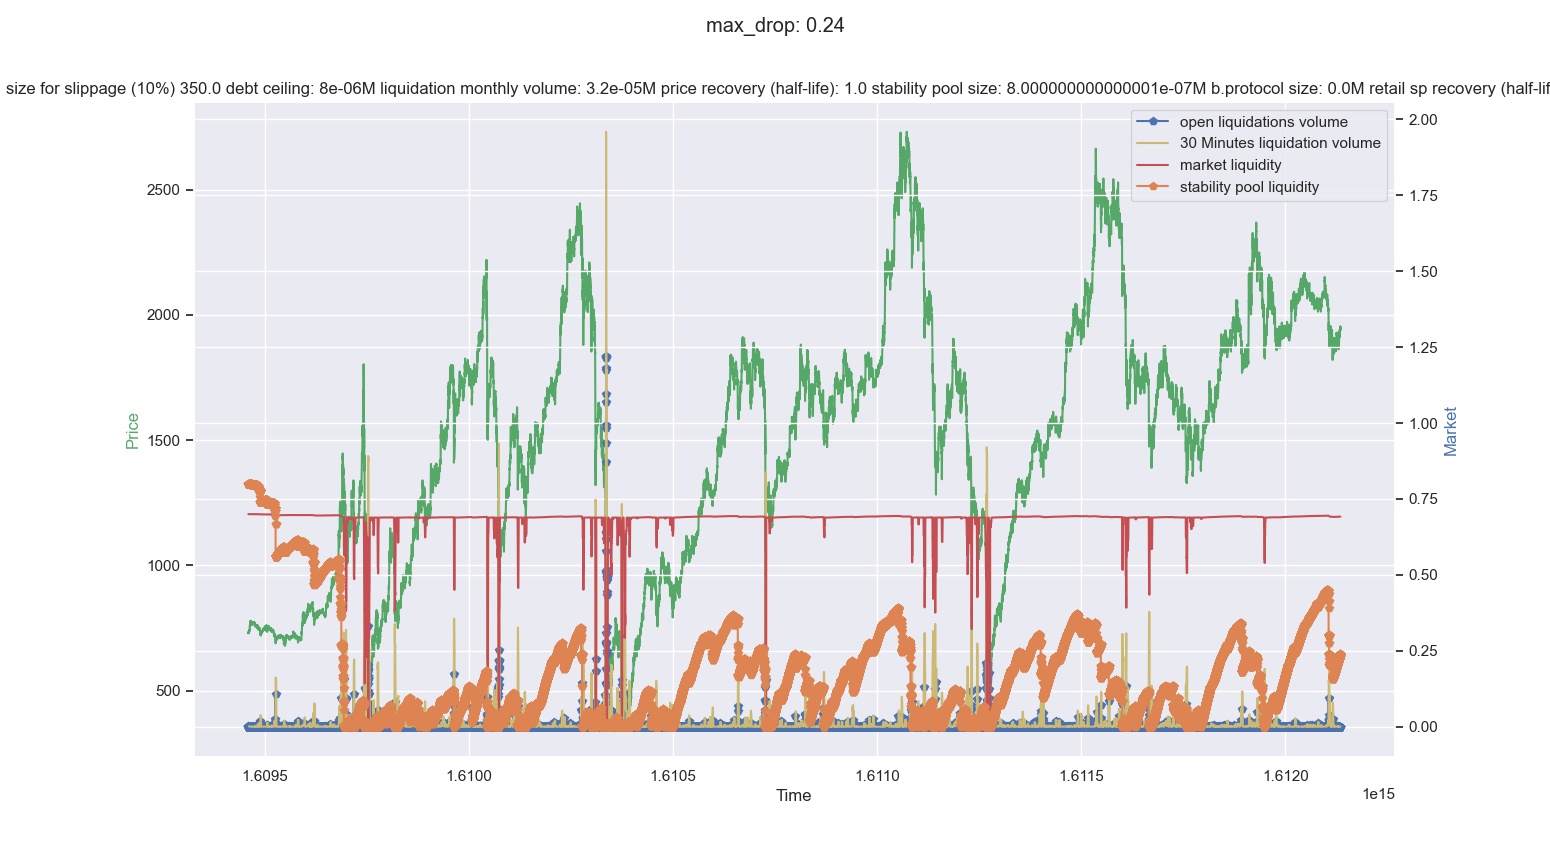 max_drop: 0.24
size for slippage (10%) 350.0 debt ceiling: 8e-06M liquidation monthly volume: 3.2e-05M price recovery (half-life): 1.0 stability pool size: 8.000000000000001e-07M b.protocol size: 0.0M retail sp recovery (half-lif
open liquidations volume
30 Minutes liquidation volume
market liquidity
stability pool liquidity
2500
2000
1500
1000
500
Price
2.00
1.75
1.50
1.25
1.00
0.75
0.50
0.25
0.00
Market
1.6095 1.6100 1.6105 1.6110 1.6115 1.6120
Time
1e15